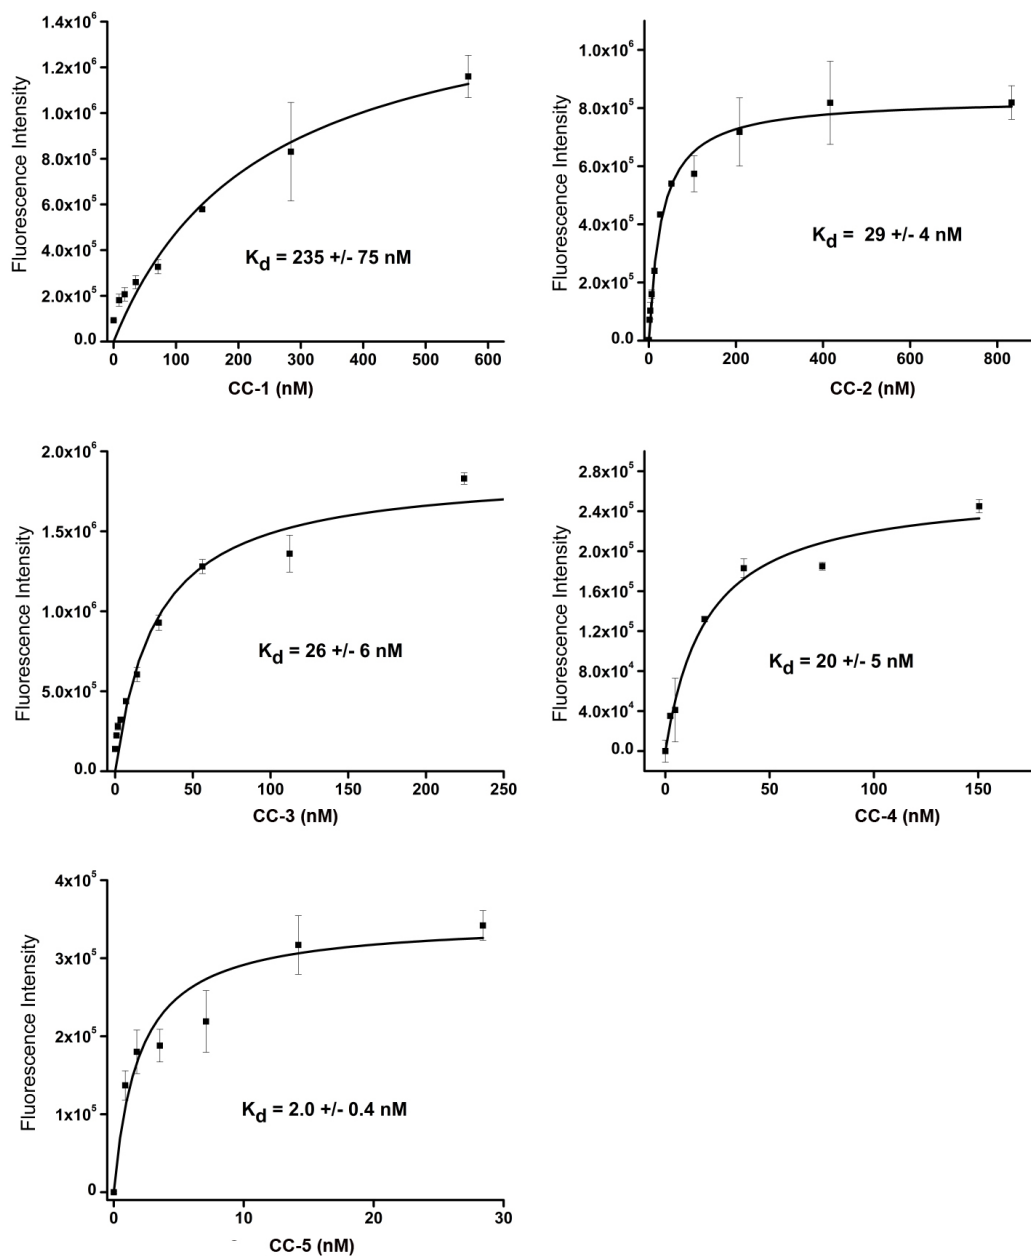 1.4x10⁶
1.2x10⁶
1.0x10⁶
8.0x10⁵
6.0x10⁵
4.0x10⁵
2.0x10⁵
0.0
Fluorescence Intensity
K_d = 235 +/- 75 nM
0 100 200 300 400 500 600
CC-1 (nM)
1.0x10⁶
8.0x10⁵
6.0x10⁵
4.0x10⁵
2.0x10⁵
0.0
Fluorescence Intensity
K_d = 29 +/- 4 nM
0 200 400 600 800
CC-2 (nM)
2.0x10⁶
1.5x10⁶
1.0x10⁶
5.0x10⁵
0.0
Fluorescence Intensity
K_d = 26 +/- 6 nM
0 50 100 150 200 250
CC-3 (nM)
2.8x10⁵
2.4x10⁵
2.0x10⁵
1.6x10⁵
1.2x10⁵
8.0x10⁴
4.0x10⁴
0.0
Fluorescence Intensity
K_d = 20 +/- 5 nM
0 50 100 150
CC-4 (nM)
4x10⁵
3x10⁵
2x10⁵
1x10⁵
0
Fluorescence Intensity
K_d = 2.0 +/- 0.4 nM
0 10 20 30
CC-5 (nM)